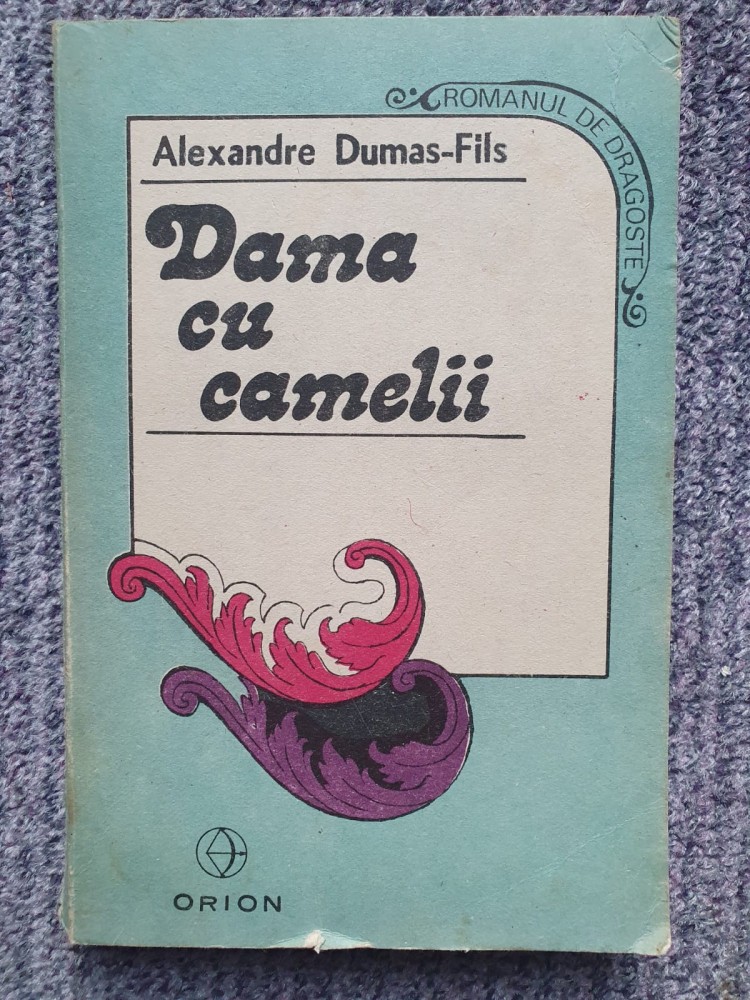 ROMANUL DE DRAGOSTE
Alexandre Dumas-Fils
Dama
cu
camelii
ORION